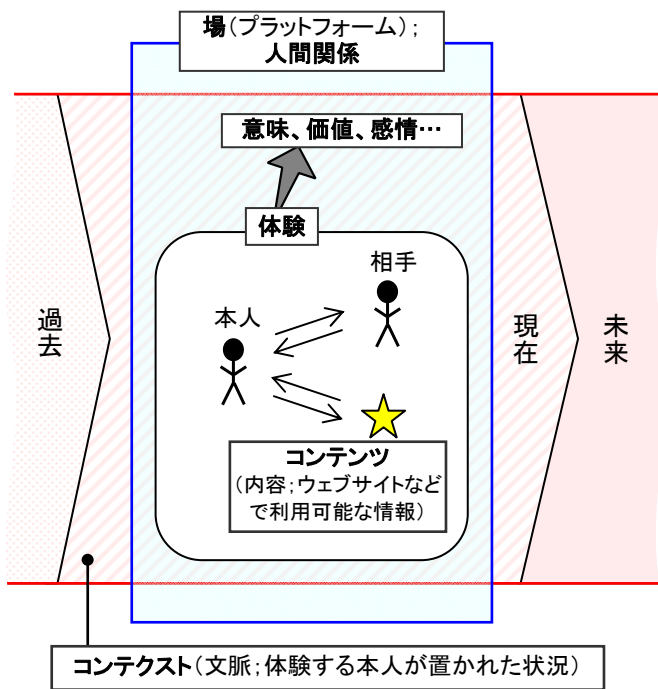 場(プラットフォーム);
人間関係
意味、価値、感情…
体験
相手
本人
過去
現在
未来
コンテンツ
(内容;ウェブサイトなど
で利用可能な情報)
コンテクスト(文脈;体験する本人が置かれた状況)